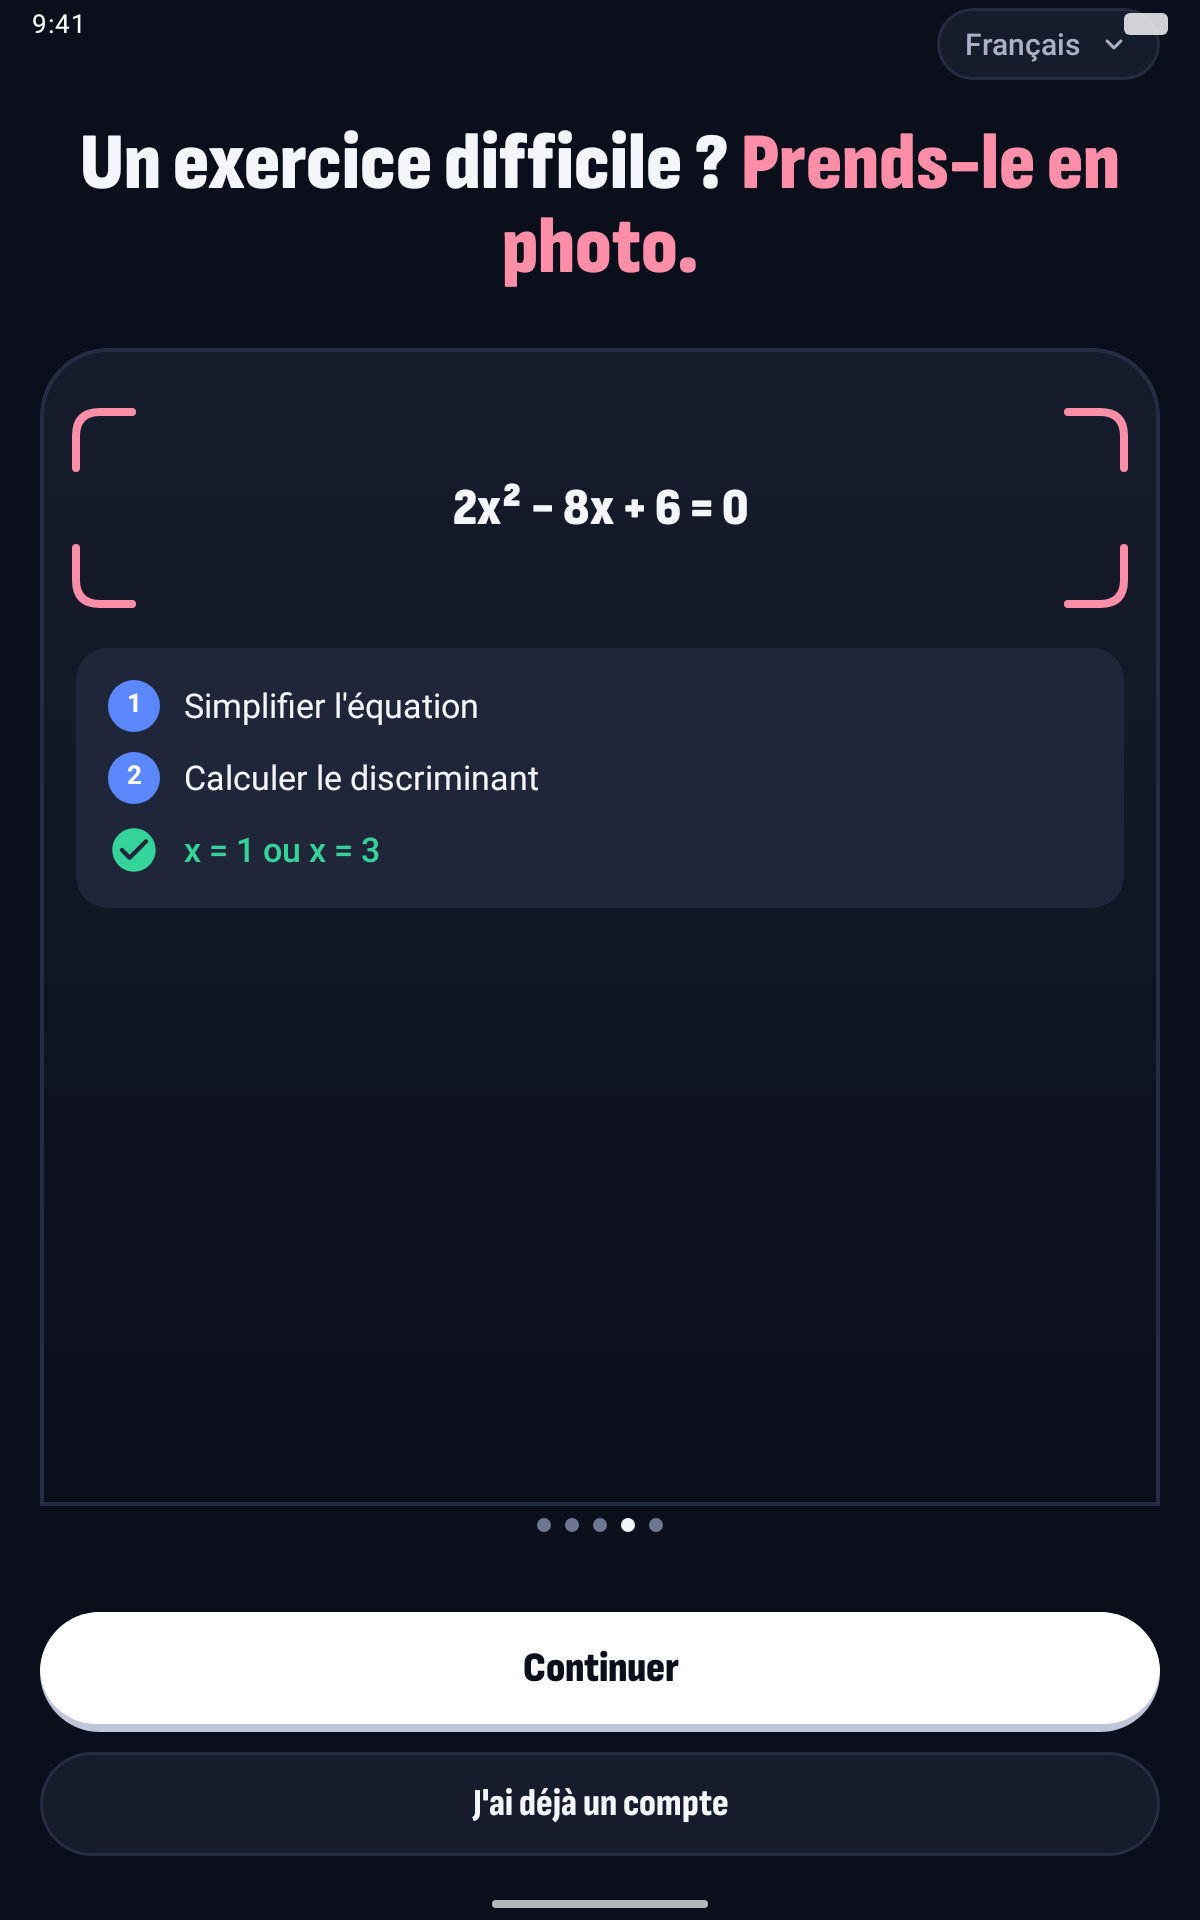 9:41
Français
Un exercice difficile ? Prends-le en
photo.
2x² - 8x + 6 = 0
1 Simplifier l'équation
2 Calculer le discriminant
x = 1 ou x = 3
Continuer
J'ai déjà un compte